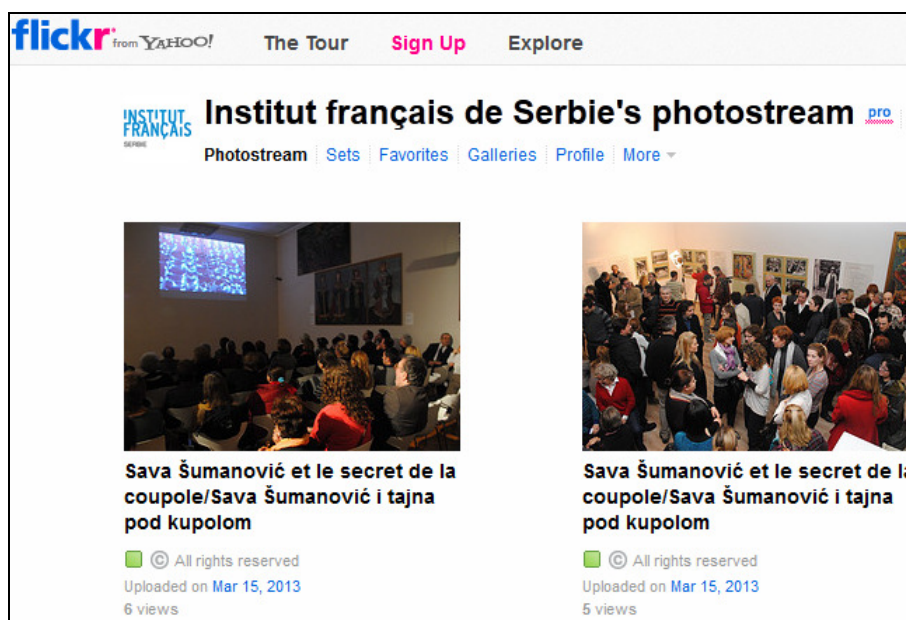 flickr from YAHOO! The Tour Sign Up Explore
INSTITUT
FRANÇAIS
SERBIE
Institut français de Serbie's photostream pro
Photostream Sets Favorites Galleries Profile More
Sava Šumanović et le secret de la
coupole/Sava Šumanović i tajna
pod kupolom
© All rights reserved
Uploaded on Mar 15, 2013
6 views
Sava Šumanović et le secret de la
coupole/Sava Šumanović i tajna
pod kupolom
© All rights reserved
Uploaded on Mar 15, 2013
5 views